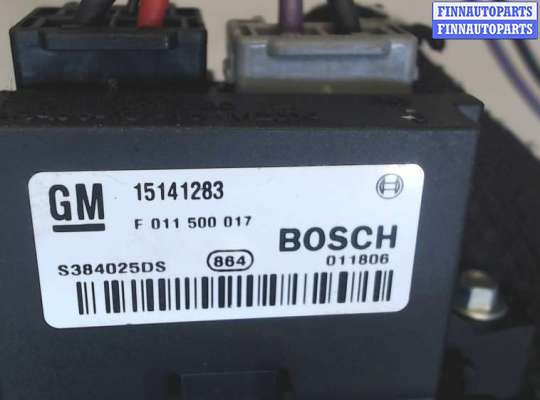 FINNAUTOPARTS
FINNAUTOPARTS
GM 15141283
F 011 500 017
BOSCH
S384025DS 864 011806